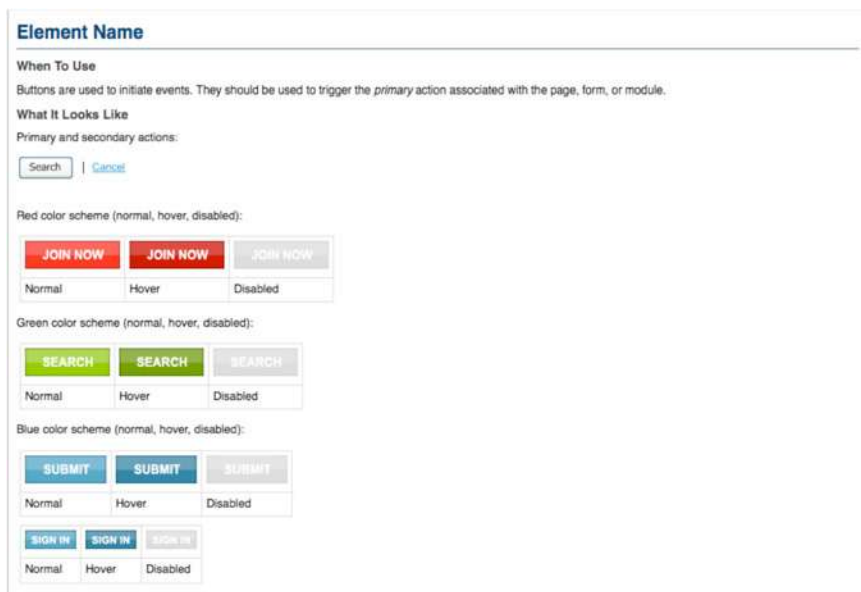 Element Name
When To Use
Buttons are used to initiate events. They should be used to trigger the primary action associated with the page, form, or module.
What It Looks Like
Primary and secondary actions:
Search | Cancel
Red color scheme (normal, hover, disabled):
JOIN NOW JOIN NOW JOIN NOW
Normal Hover Disabled
Green color scheme (normal, hover, disabled):
SEARCH SEARCH SEARCH
Normal Hover Disabled
Blue color scheme (normal, hover, disabled):
SUBMIT SUBMIT SUBMIT
Normal Hover Disabled
SIGN IN SIGN IN SIGN IN
Normal Hover Disabled